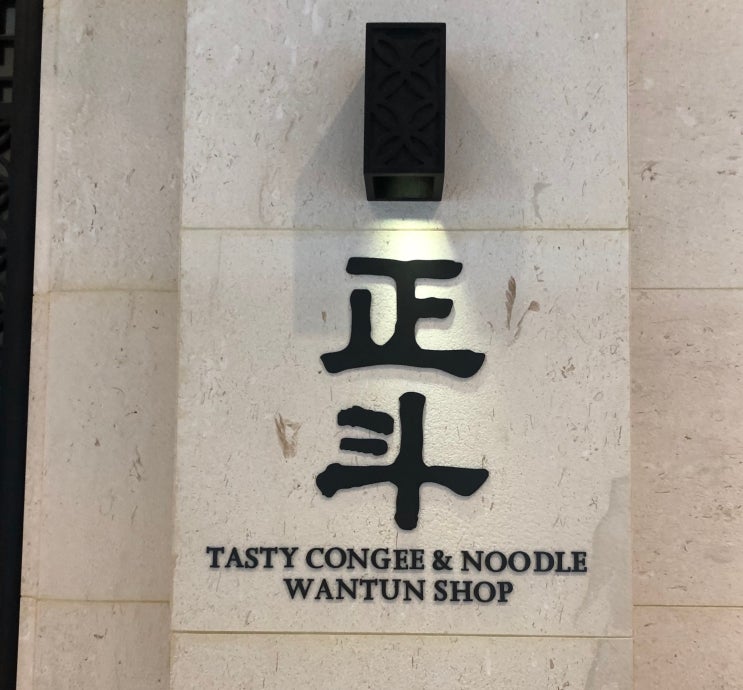 正斗
TASTY CONGEE & NOODLE
WANTUN SHOP